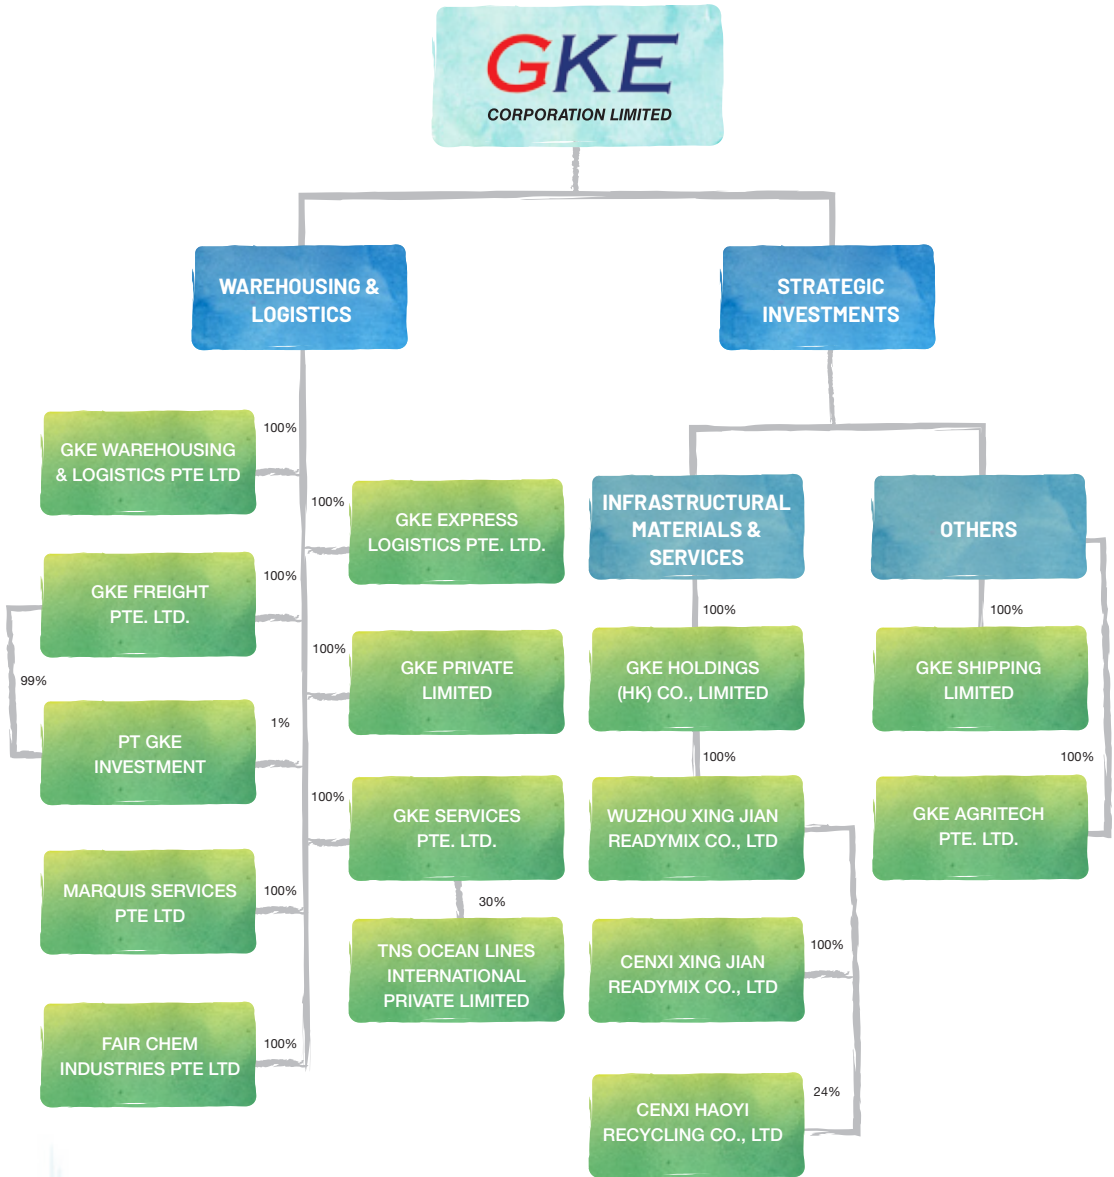 GKE
CORPORATION LIMITED
WAREHOUSING &
LOGISTICS
STRATEGIC
INVESTMENTS
100%
GKE WAREHOUSING
& LOGISTICS PTE LTD
100%
GKE EXPRESS
LOGISTICS PTE. LTD.
INFRASTRUCTURAL
MATERIALS &
SERVICES
OTHERS
100%
GKE FREIGHT
PTE. LTD.
99%
100%
GKE PRIVATE
LIMITED
100%
GKE HOLDINGS
(HK) CO., LIMITED
100%
GKE SHIPPING
LIMITED
1%
PT GKE
INVESTMENT
100%
GKE SERVICES
PTE. LTD.
100%
WUZHOU XING JIAN
READYMIX CO., LTD
100%
GKE AGRITECH
PTE. LTD.
100%
MARQUIS SERVICES
PTE LTD
30%
TNS OCEAN LINES
INTERNATIONAL
PRIVATE LIMITED
100%
CENXI XING JIAN
READYMIX CO., LTD
100%
FAIR CHEM
INDUSTRIES PTE LTD
24%
CENXI HAOYI
RECYCLING CO., LTD